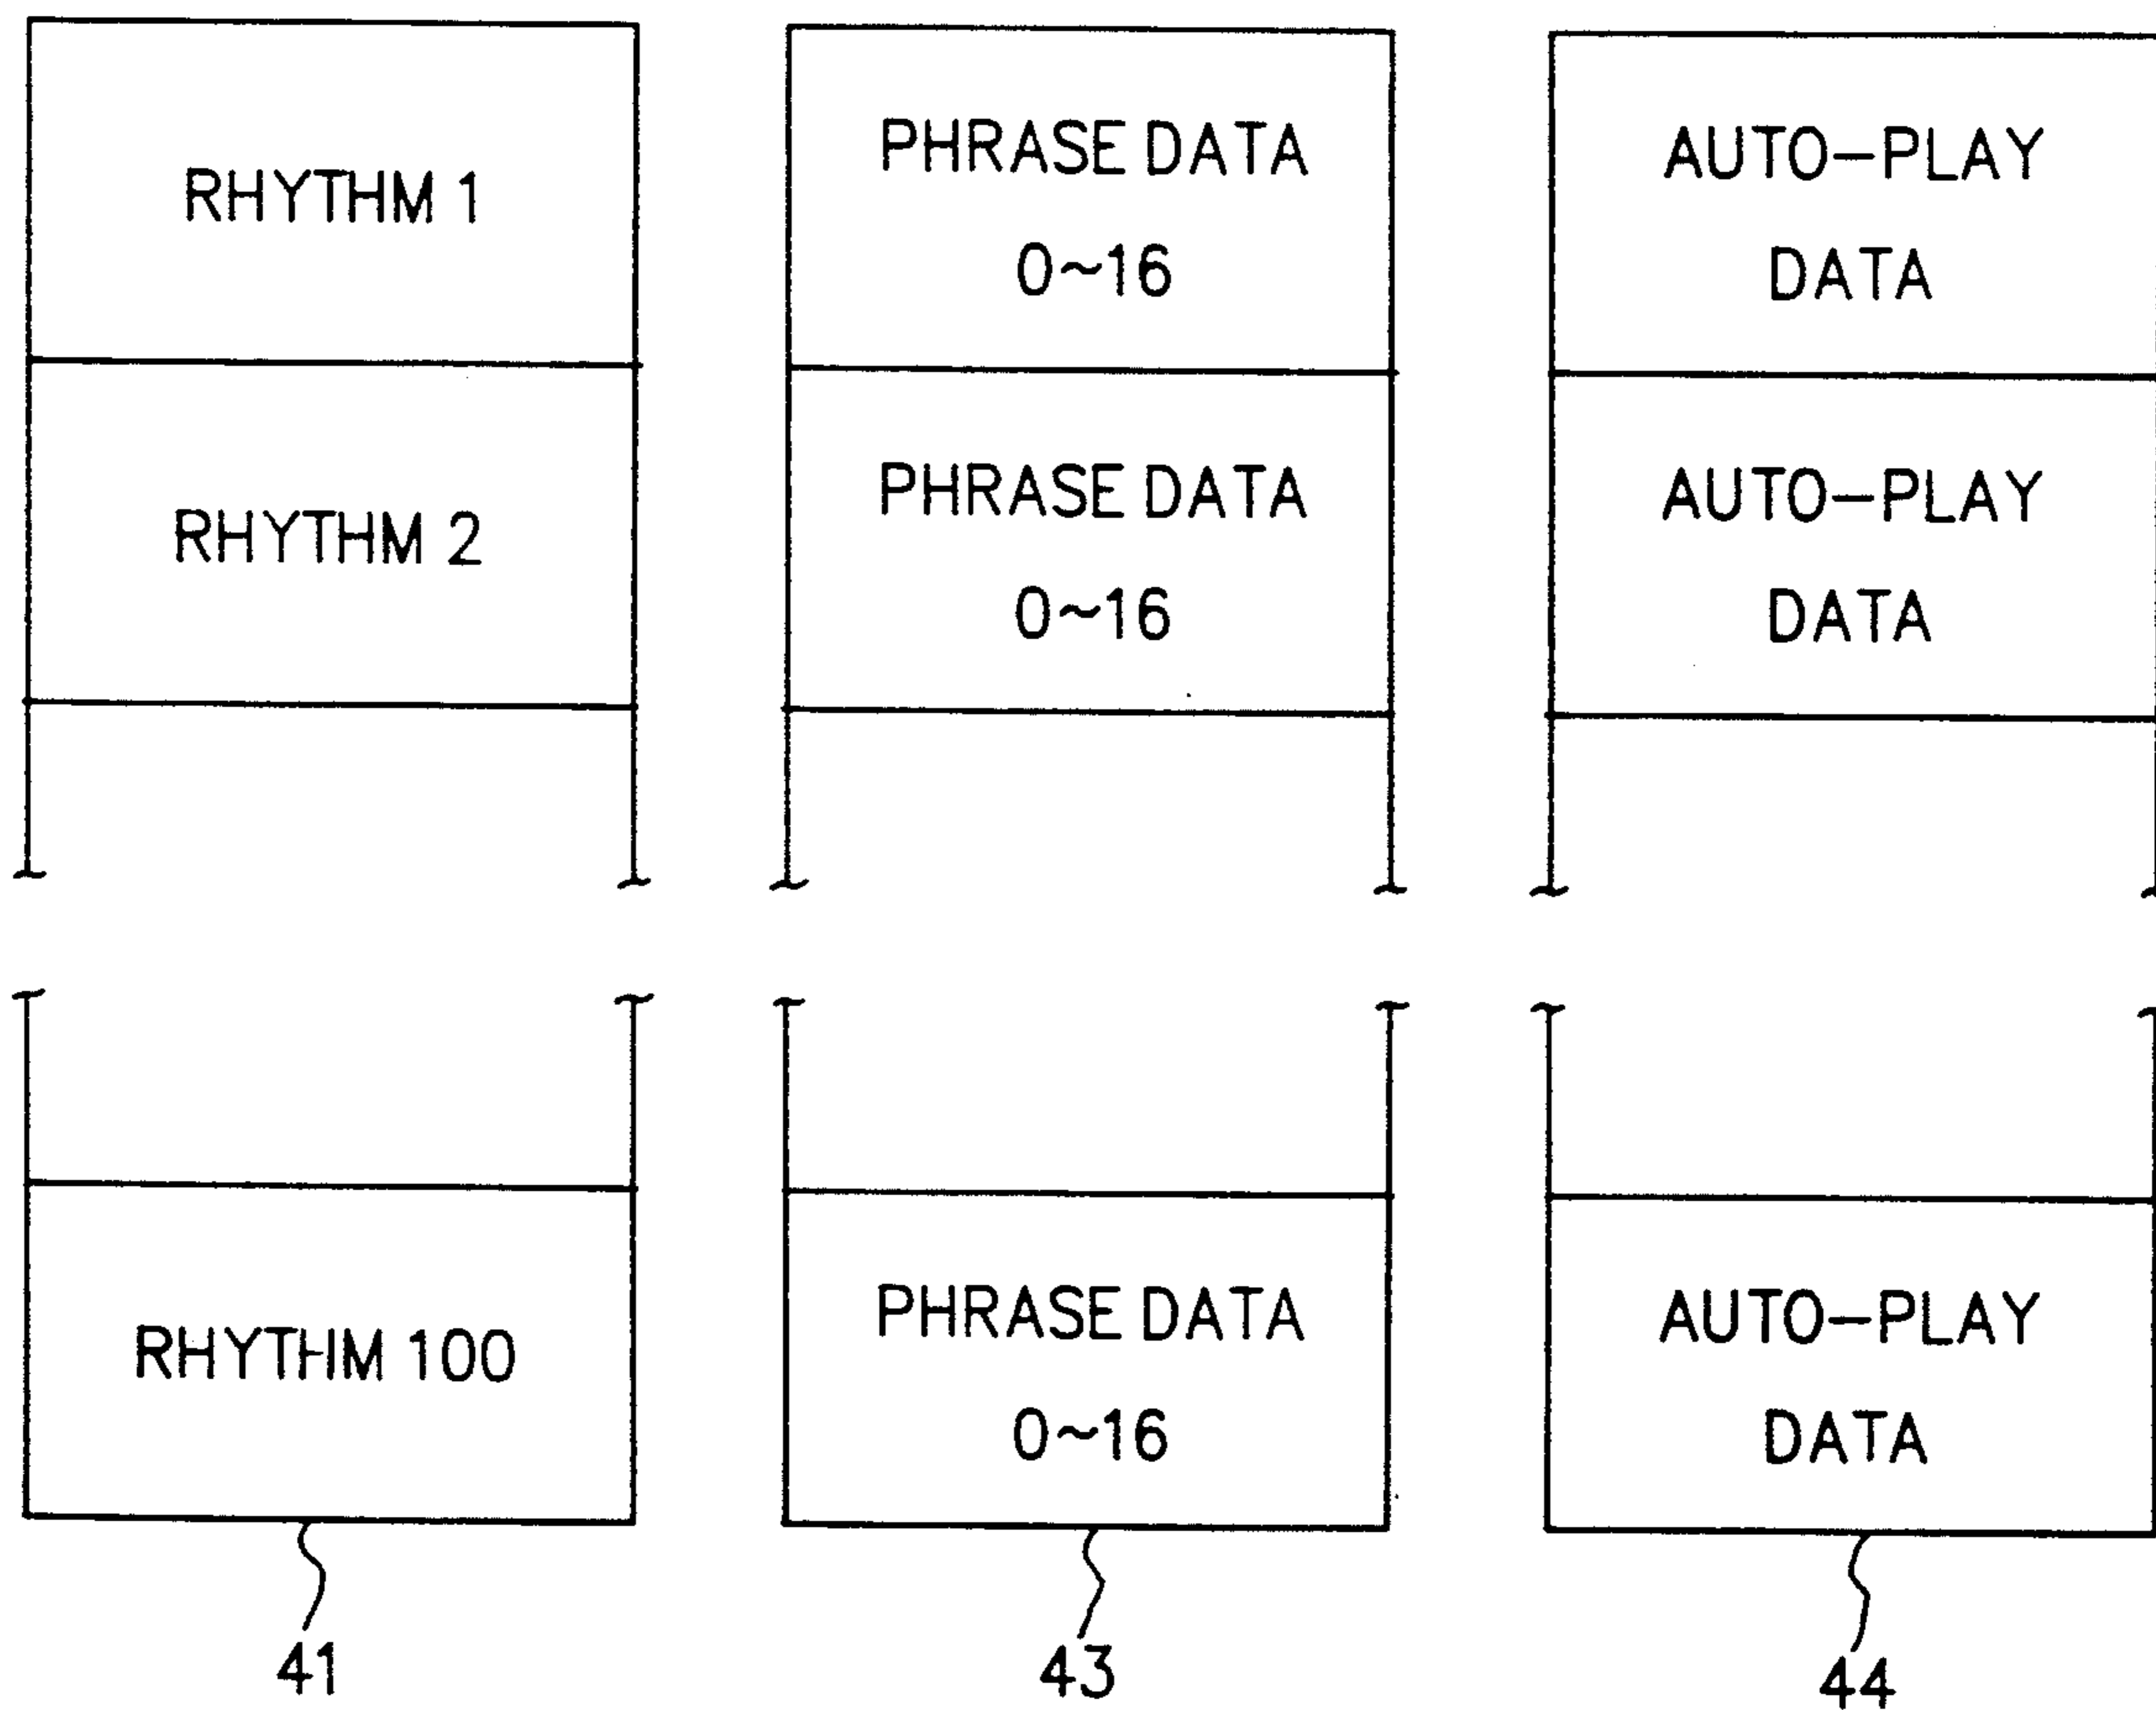 RHYTHM 1
PHRASE DATA
0~16
AUTO-PLAY
DATA
RHYTHM 2
PHRASE DATA
0~16
AUTO-PLAY
DATA
RHYTHM 100
PHRASE DATA
0~16
AUTO-PLAY
DATA
41
43
44